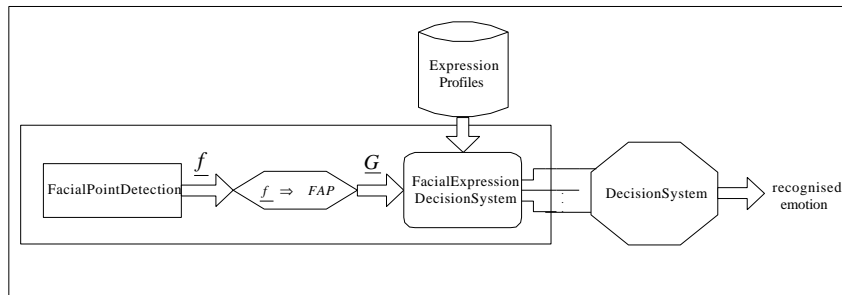 Expression
Profiles
f
G
FacialPointDetection
f ⇒ FAP
FacialExpression
DecisionSystem
DecisionSystem
recognised
emotion